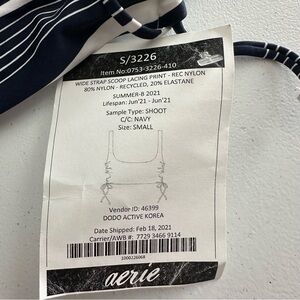 S/3226
Item No:0753-3226-410
WIDE STRAP SCOOP LACING PRINT - REC NYLON
80% NYLON - RECYCLED, 20% ELASTANE
SUMMER-B 2021
Lifespan: Jun'21 - Jun'21
Sample Type: SHOOT
C/C: NAVY
Size: SMALL
Vendor ID: 46399
DODO ACTIVE KOREA
Date Shipped: Feb 18, 2021
Carrier/AWB #: 7729 3466 9114
1000226068
aerie